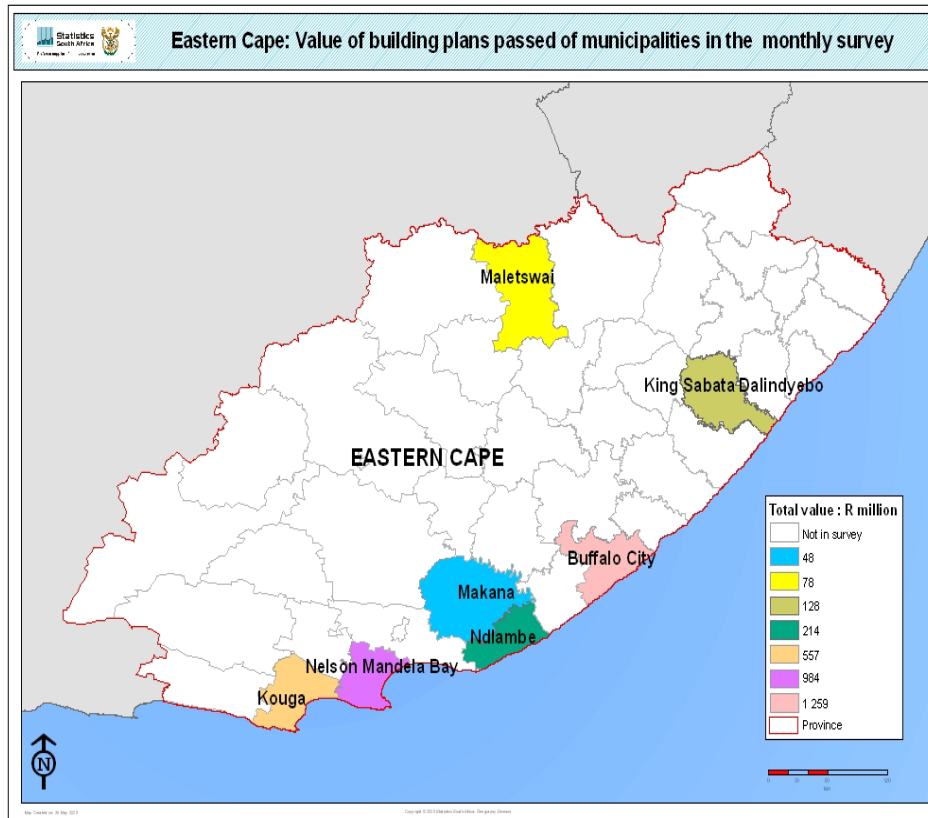 Statistics
South Africa
Eastern Cape: Value of building plans passed of municipalities in the monthly survey
Maletswai
King Sabata Dalindyebo
EASTERN CAPE
Buffalo City
Makana
Ndlambe
Nelson Mandela Bay
Kouga
Total value : R million
Not in survey
48
78
128
214
557
984
1 259
Province
N